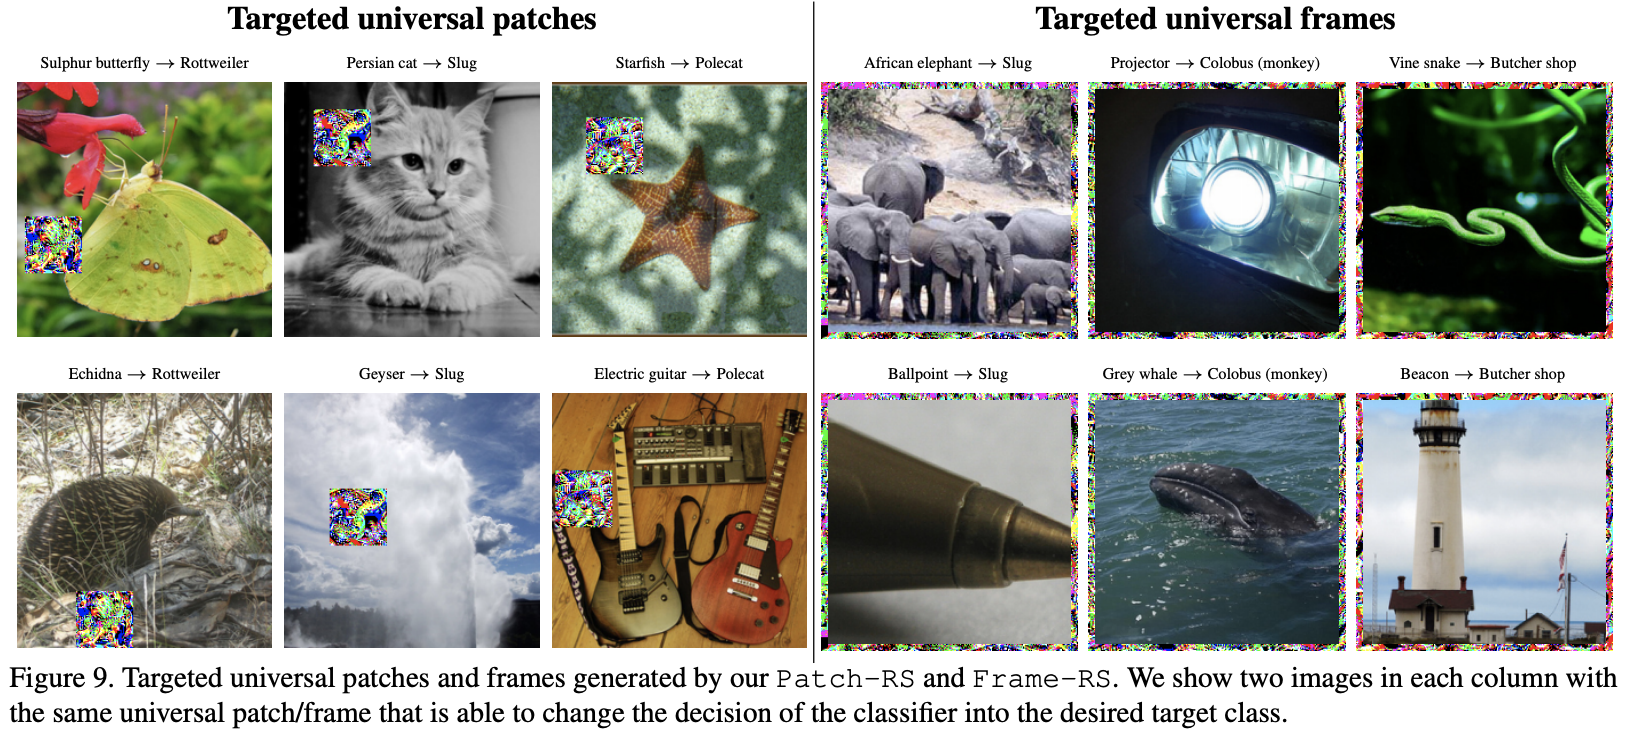 Targeted universal patches
Targeted universal frames
Sulphur butterfly → Rottweiler
Persian cat → Slug
Starfish → Polecat
African elephant → Slug
Projector → Colobus (monkey)
Vine snake → Butcher shop
Echidna → Rottweiler
Geyser → Slug
Electric guitar → Polecat
Ballpoint → Slug
Grey whale → Colobus (monkey)
Beacon → Butcher shop
Figure 9. Targeted universal patches and frames generated by our Patch-RS and Frame-RS. We show two images in each column with
the same universal patch/frame that is able to change the decision of the classifier into the desired target class.